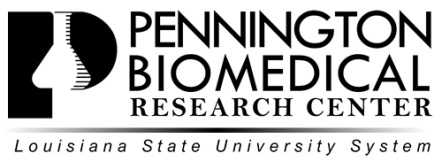 PENNINGTON
BIOMEDICAL
RESEARCH CENTER
Louisiana State University System